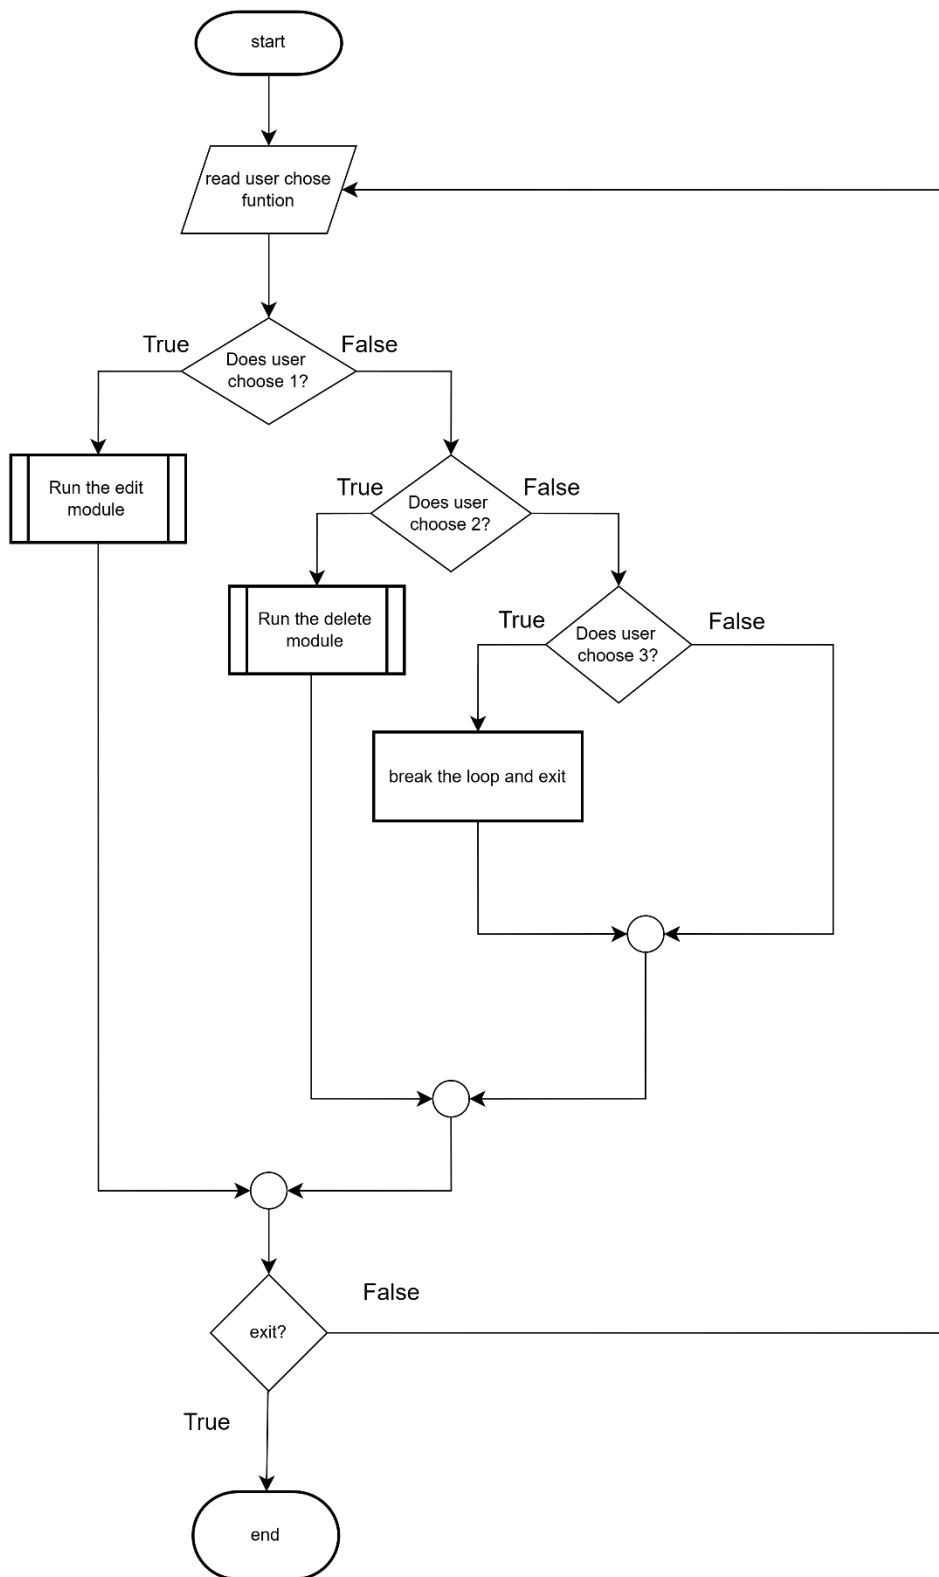 start
read user chose
funtion
True
False
Does user
choose 1?
Run the edit
module
True
False
Does user
choose 2?
Run the delete
module
True
False
Does user
choose 3?
break the loop and exit
False
exit?
True
end